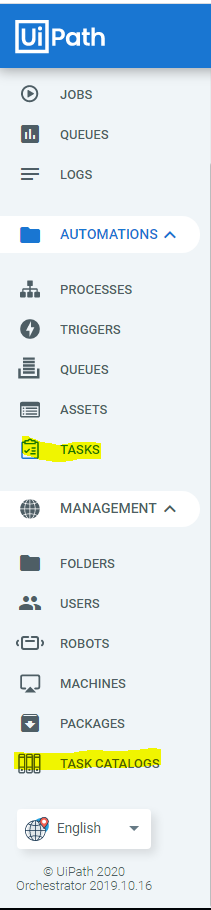 UiPath
JOBS
QUEUES
LOGS
AUTOMATIONS
PROCESSES
TRIGGERS
QUEUES
ASSETS
TASKS
MANAGEMENT
FOLDERS
USERS
ROBOTS
MACHINES
PACKAGES
TASK CATALOGS
English
© UiPath 2020
Orchestrator 2019.10.16